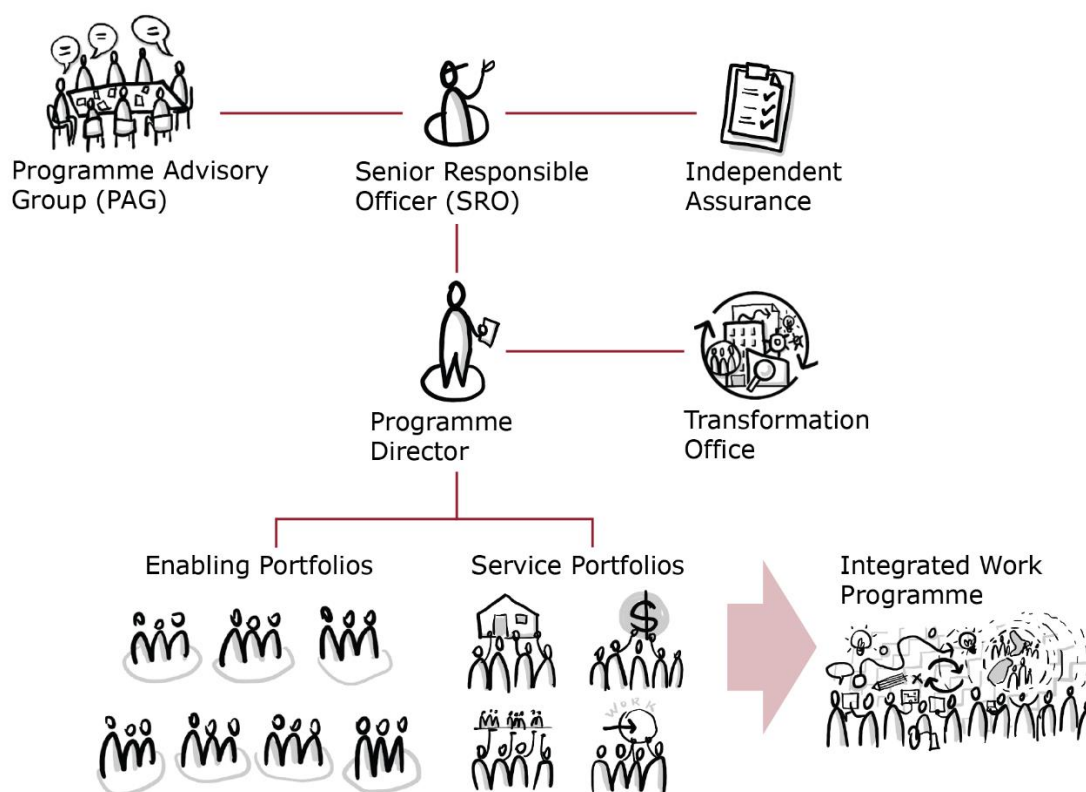 Programme Advisory
Group (PAG)
Senior Responsible
Officer (SRO)
Independent
Assurance
Programme
Director
Transformation
Office
Enabling Portfolios
Service Portfolios
Integrated Work
Programme
$
WORK